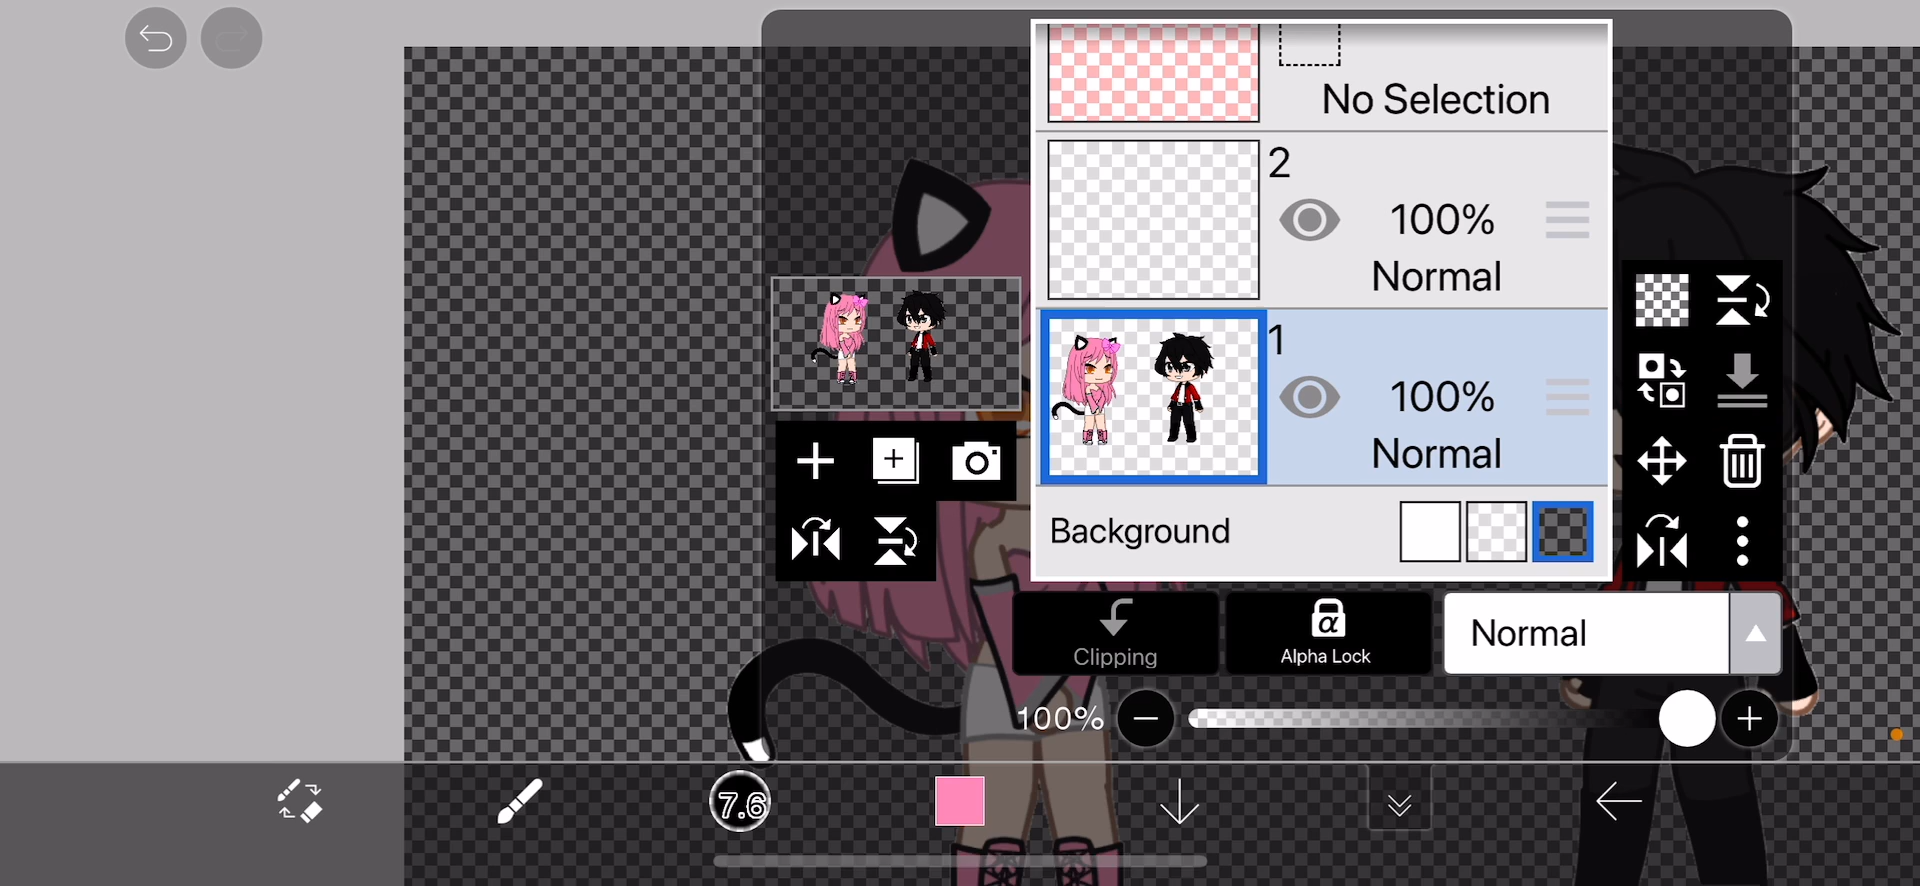 No Selection
2
100%
Normal
1
100%
Normal
Background
Clipping
α
Alpha Lock
Normal
100%
7.6